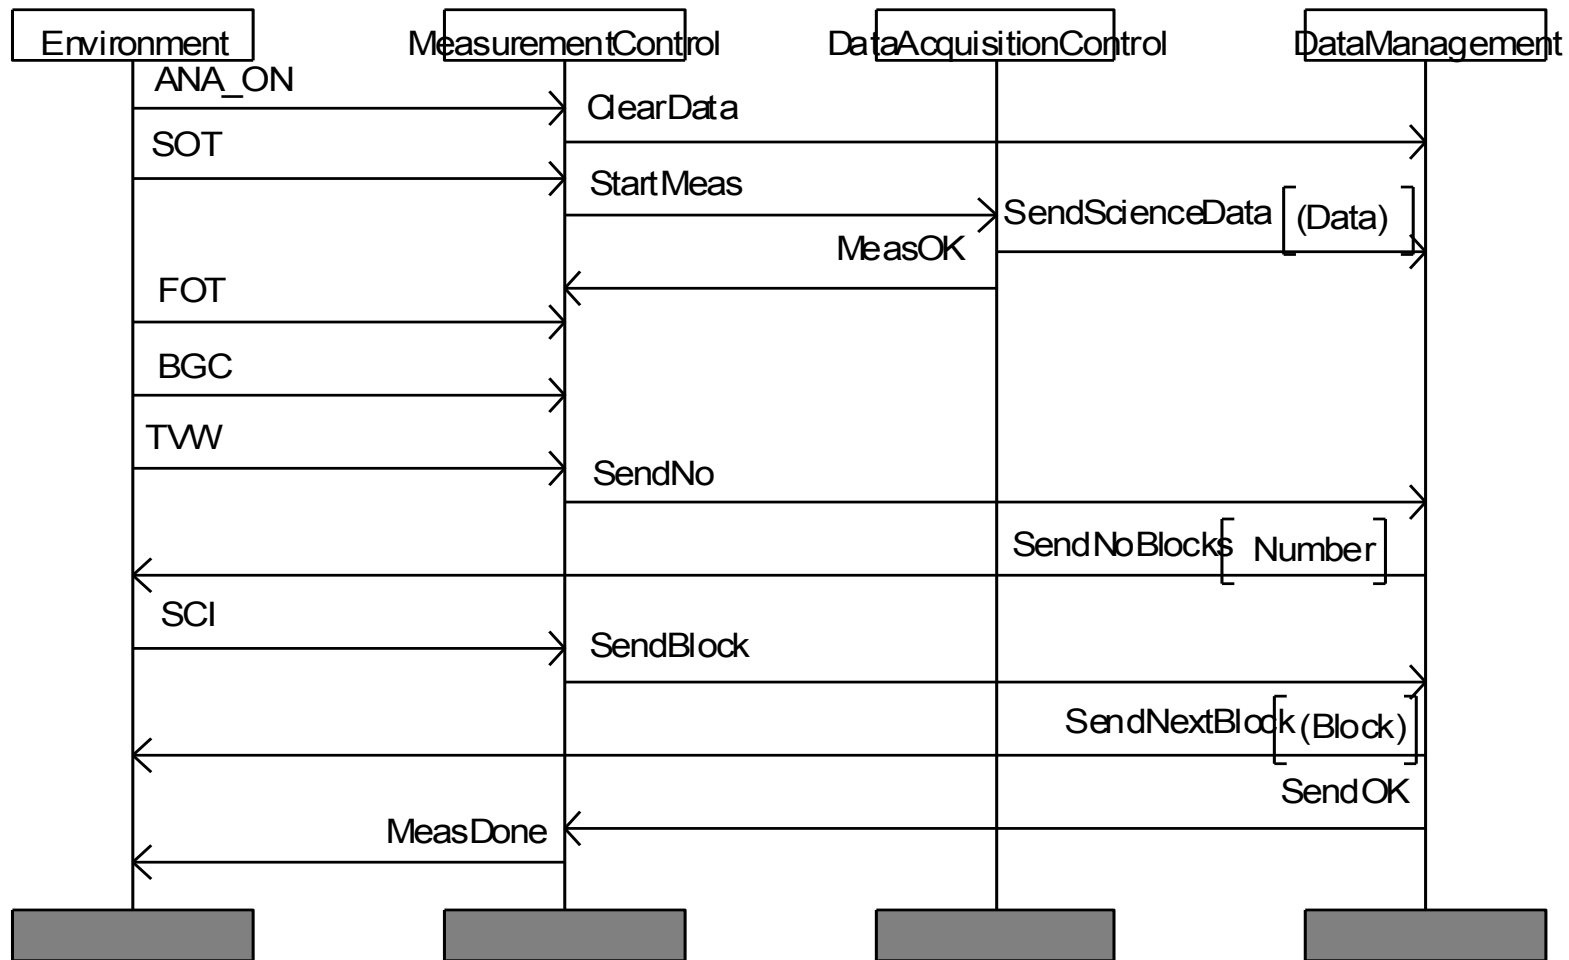 Environment
MeasurementControl
DataAcquisitionControl
DataManagement
ANA_ON
ClearData
SOT
StartMeas
SendScienceData (Data)
MeasOK
FOT
BGC
TVW
SendNo
SendNoBlocks Number
SCI
SendBlock
SendNextBlock (Block)
SendOK
MeasDone